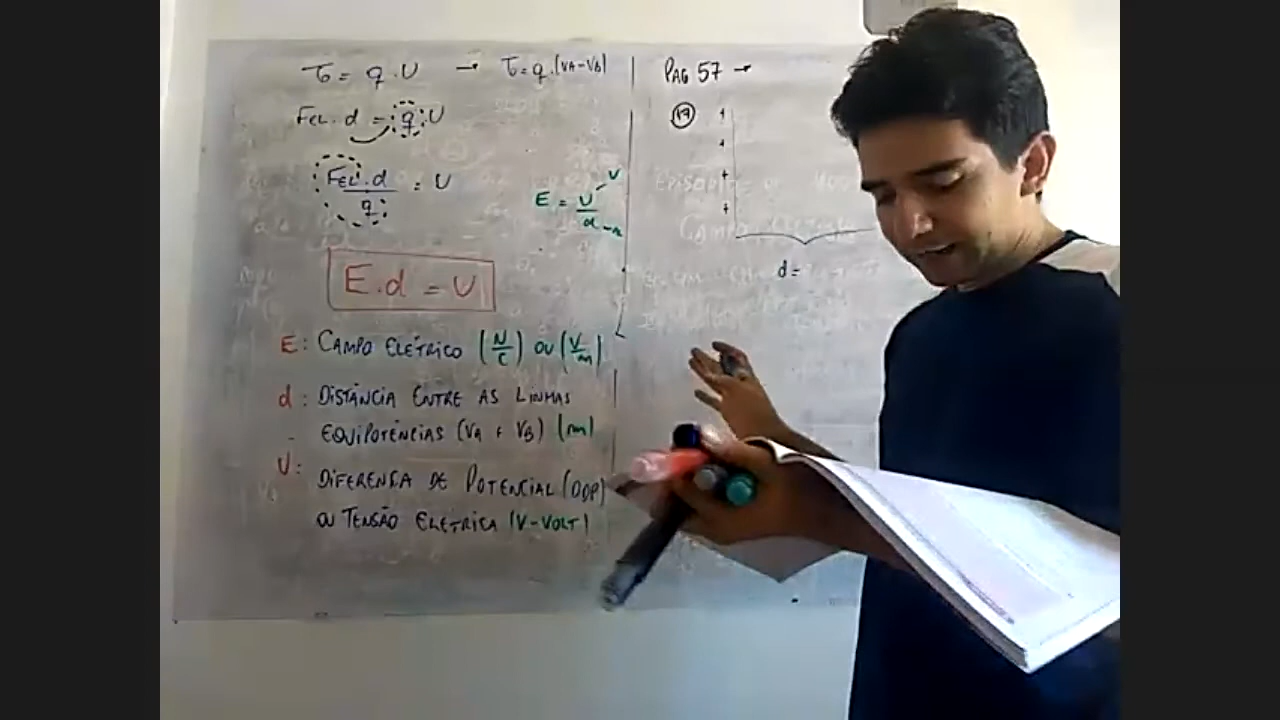 τ = q . U → τ = q . (VA - VB)
FEL . d = q U
FEL . d / q = U
E = U / d
V
m
E . d = U
E : CAMPO ELÉTRICO (N/C) OU (V/m)
d : DISTÂNCIA ENTRE AS LINHAS
EQUIPOTÊNCIAS (VA E VB) (m)
U : DIFERENÇA DE POTENCIAL (DDP)
OU TENSÃO ELÉTRICA (V-VOLT)
PAG 57 →
17
+
+
+
+
d =